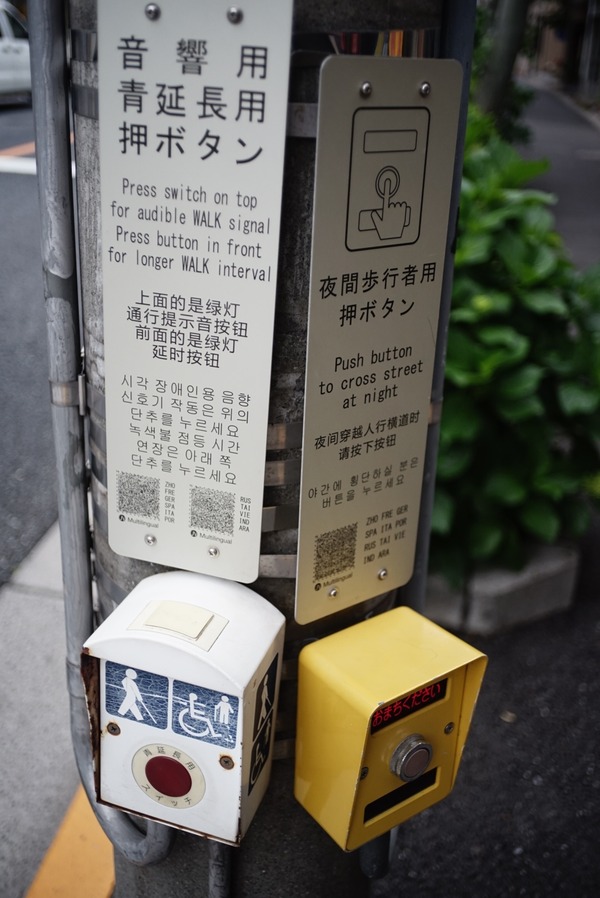 音響用
青延長用
押ボタン
Press switch on top
for audible WALK signal
Press button in front
for longer WALK interval
上面的是绿灯
通行提示音按钮
前面的是绿灯
延时按钮
시각 장애인용 음향
신호기 작동은 위의
단추를 누르세요
녹색불 점등 시간
연장은 아래 쪽
단추를 누르세요
ZHO
FRE
GER
SPA
ITA
POR
Multilingual
RUS
TAI
VIE
IND
ARA
Multilingual
夜間歩行者用
押ボタン
Push button
to cross street
at night
夜间穿越人行横道时
请按下按钮
야간에 횡단하실 분은
버튼을 누르세요
ZHO FRE GER
SPA ITA POR
RUS TAI VIE
IND ARA
Multilingual
青延長用
スイッチ
おまちください